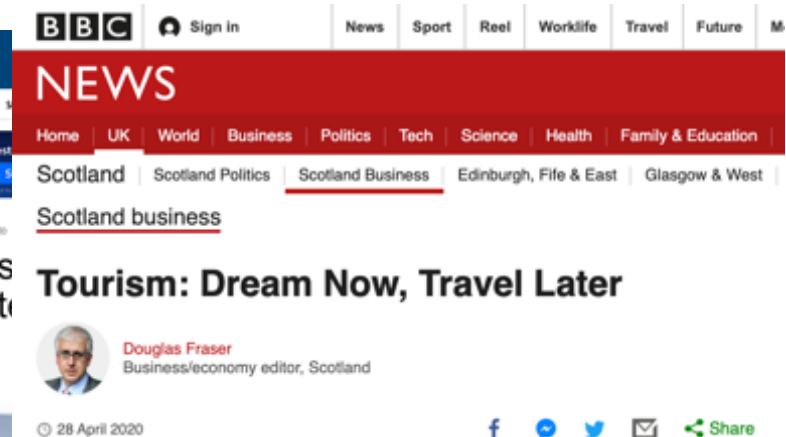 BBC Sign in News Sport Reel Worklife Travel Future
NEWS
Home UK World Business Politics Tech Science Health Family & Education
Scotland Scotland Politics Scotland Business Edinburgh, Fife & East Glasgow & West
Scotland business
Tourism: Dream Now, Travel Later
Douglas Fraser
Business/economy editor, Scotland
28 April 2020 Share